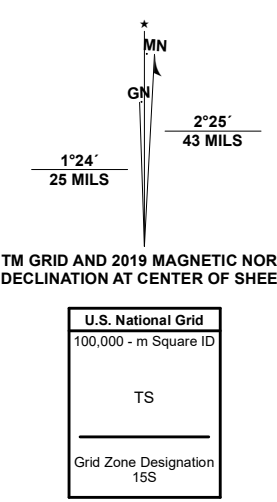 ★
MN
GN
2°25´
43 MILS
1°24´
25 MILS
TM GRID AND 2019 MAGNETIC NOR
DECLINATION AT CENTER OF SHEE
U.S. National Grid
100,000 - m Square ID
TS
Grid Zone Designation
15S